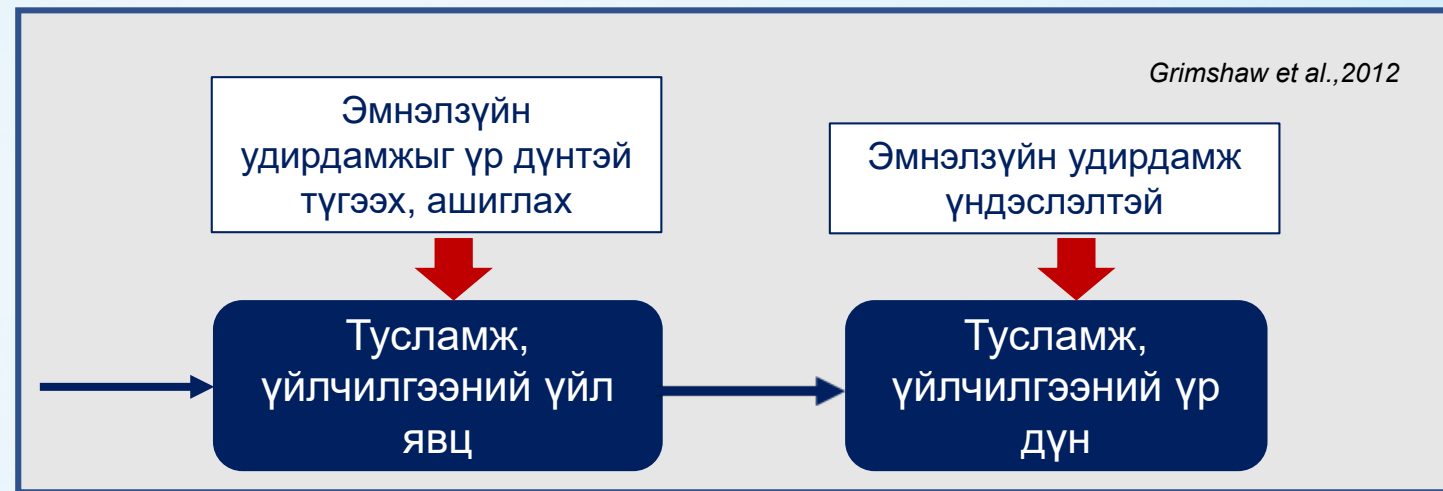 Grimshaw et al.,2012
Эмнэлзүйн
удирдамжыг үр дүнтэй
түгээх, ашиглах
Эмнэлзүйн удирдамж
үндэслэлтэй
Тусламж,
үйлчилгээний үйл
явц
Тусламж,
үйлчилгээний үр
дүн